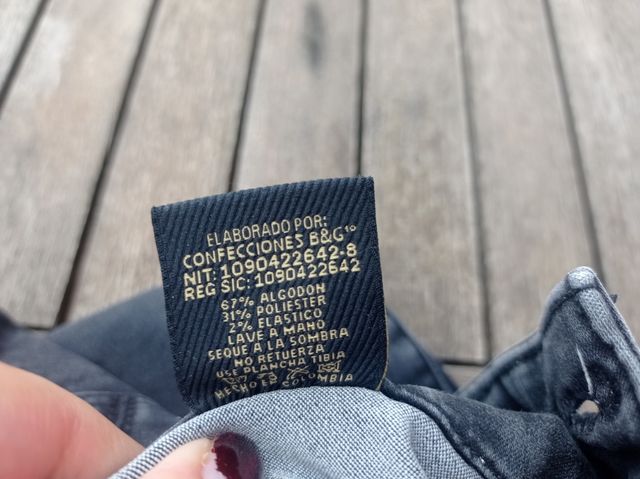 ELABORADO POR:
CONFECCIONES B&G
NIT: 1090422642-8
REG SIC: 1090422642
67% ALGODON
31% POLIESTER
2% ELASTICO
LAVE A MANO
SEQUE A LA SOMBRA
NO RETUERZA
USE PLANCHA TIBIA
HECHO EN COLOMBIA